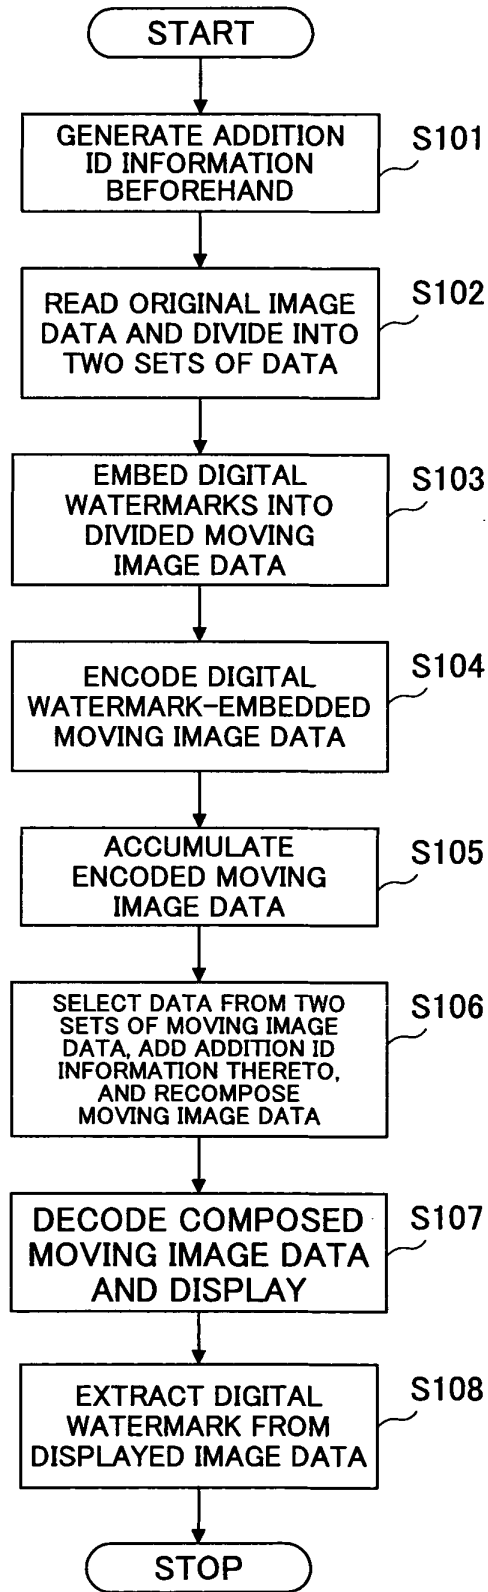 START
GENERATE ADDITION
ID INFORMATION
BEFOREHAND
S101
READ ORIGINAL IMAGE
DATA AND DIVIDE INTO
TWO SETS OF DATA
S102
EMBED DIGITAL
WATERMARKS INTO
DIVIDED MOVING
IMAGE DATA
S103
ENCODE DIGITAL
WATERMARK-EMBEDDED
MOVING IMAGE DATA
S104
ACCUMULATE
ENCODED MOVING
IMAGE DATA
S105
SELECT DATA FROM TWO
SETS OF MOVING IMAGE
DATA, ADD ADDITION ID
INFORMATION THERETO,
AND RECOMPOSE
MOVING IMAGE DATA
S106
DECODE COMPOSED
MOVING IMAGE DATA
AND DISPLAY
S107
EXTRACT DIGITAL
WATERMARK FROM
DISPLAYED IMAGE DATA
S108
STOP